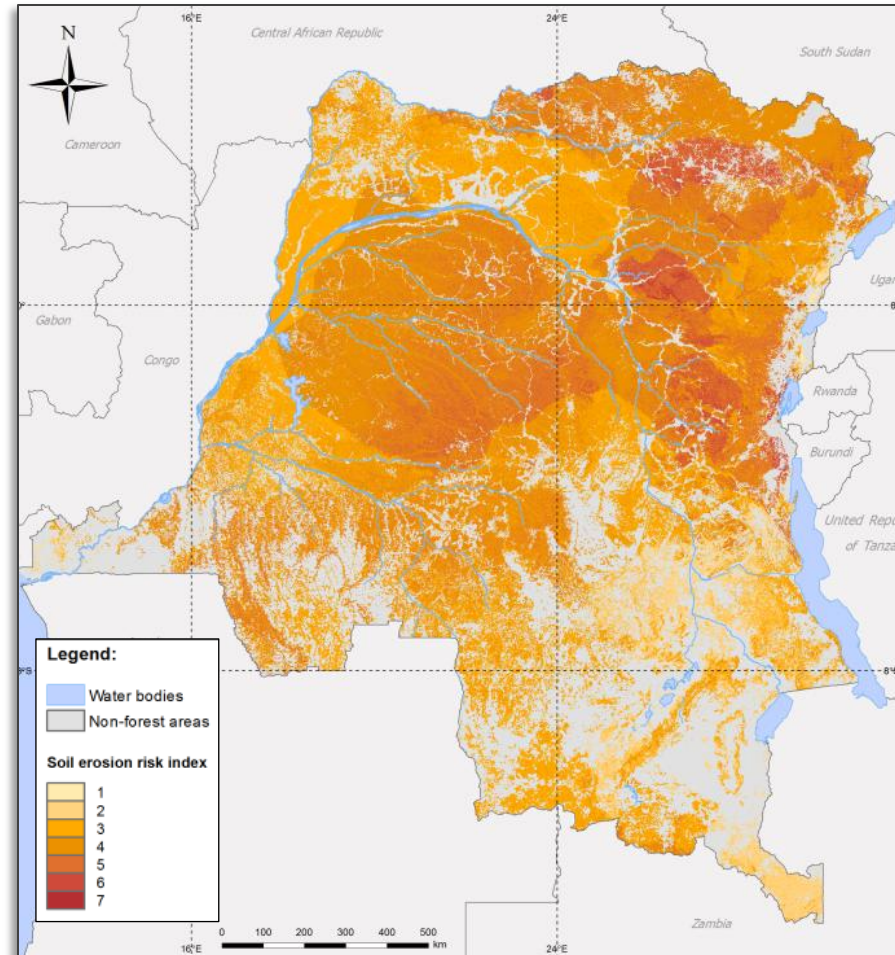 16°E
24°E
Central African Republic
South Sudan
N
Cameroon
Ugan
Gabon
Congo
Rwanda
Burundi
United Repu
of Tanza
Legend:
Water bodies
Non-forest areas
Soil erosion risk index
1
2
3
4
5
6
7
0 100 200 300 400 500
km
16°E
24°E
Zambia